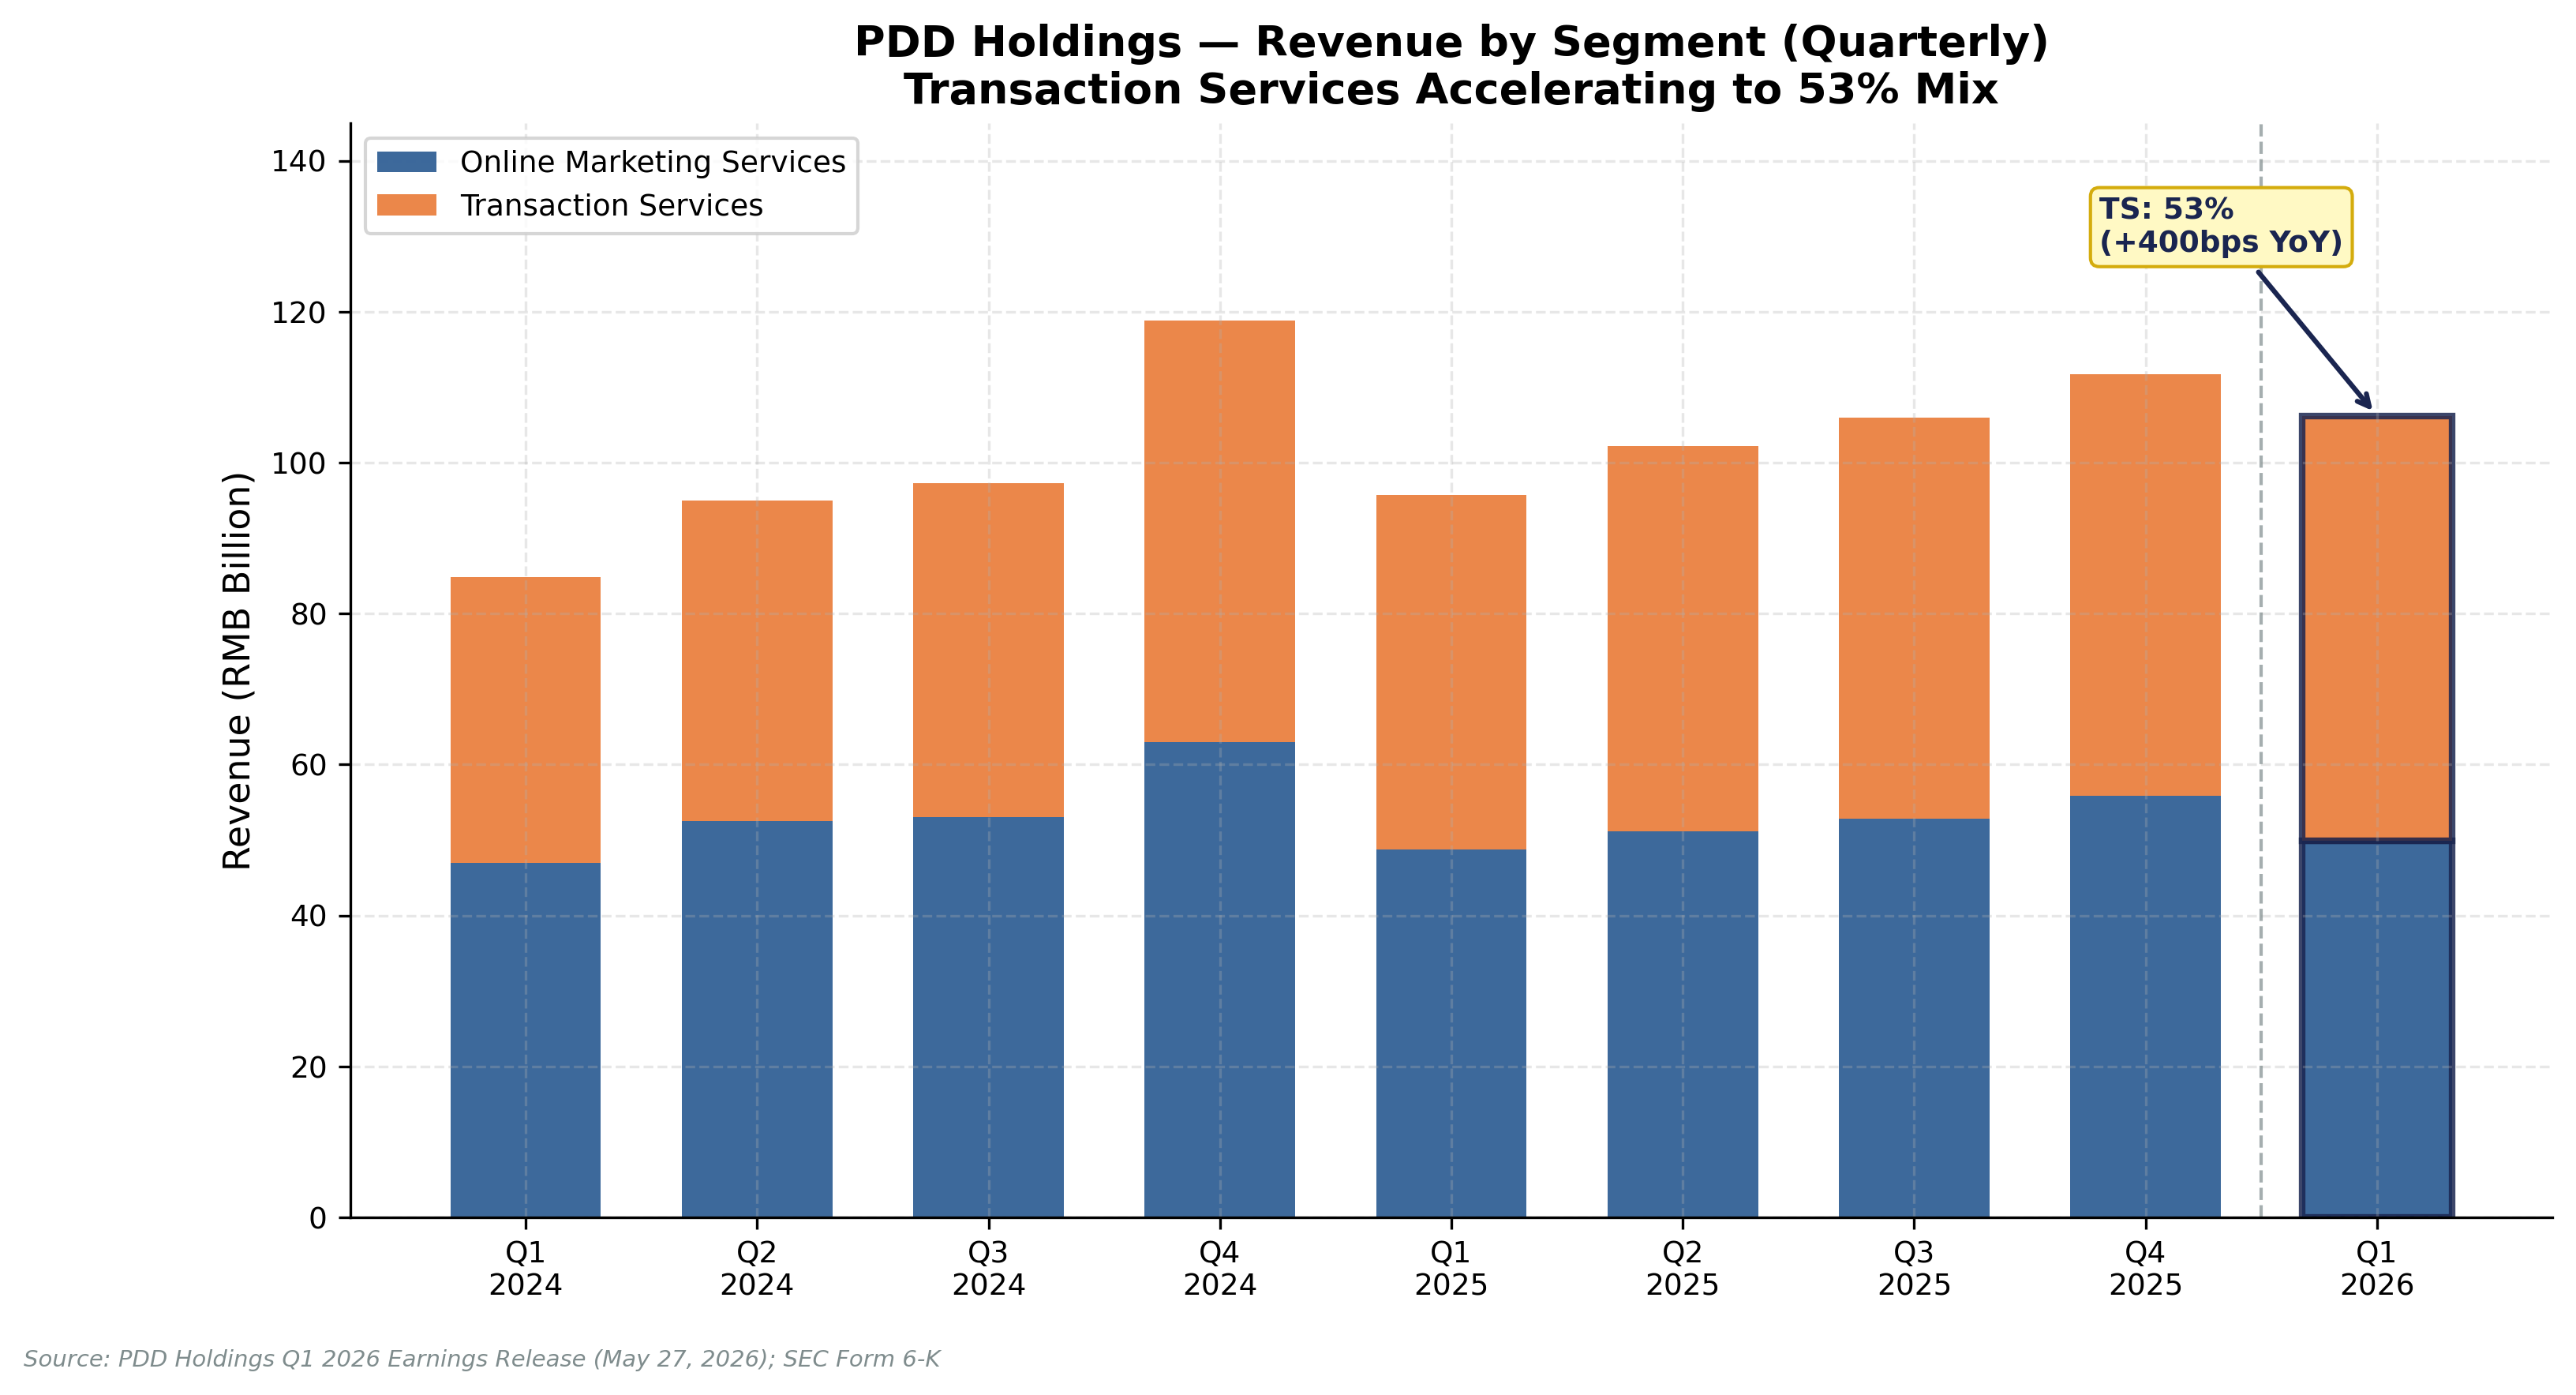 PDD Holdings — Revenue by Segment (Quarterly)
Transaction Services Accelerating to 53% Mix
Online Marketing Services
Transaction Services
TS: 53%
(+400bps YoY)
Revenue (RMB Billion)
140
120
100
80
60
40
20
0
Q1
2024
Q2
2024
Q3
2024
Q4
2024
Q1
2025
Q2
2025
Q3
2025
Q4
2025
Q1
2026
Source: PDD Holdings Q1 2026 Earnings Release (May 27, 2026); SEC Form 6-K